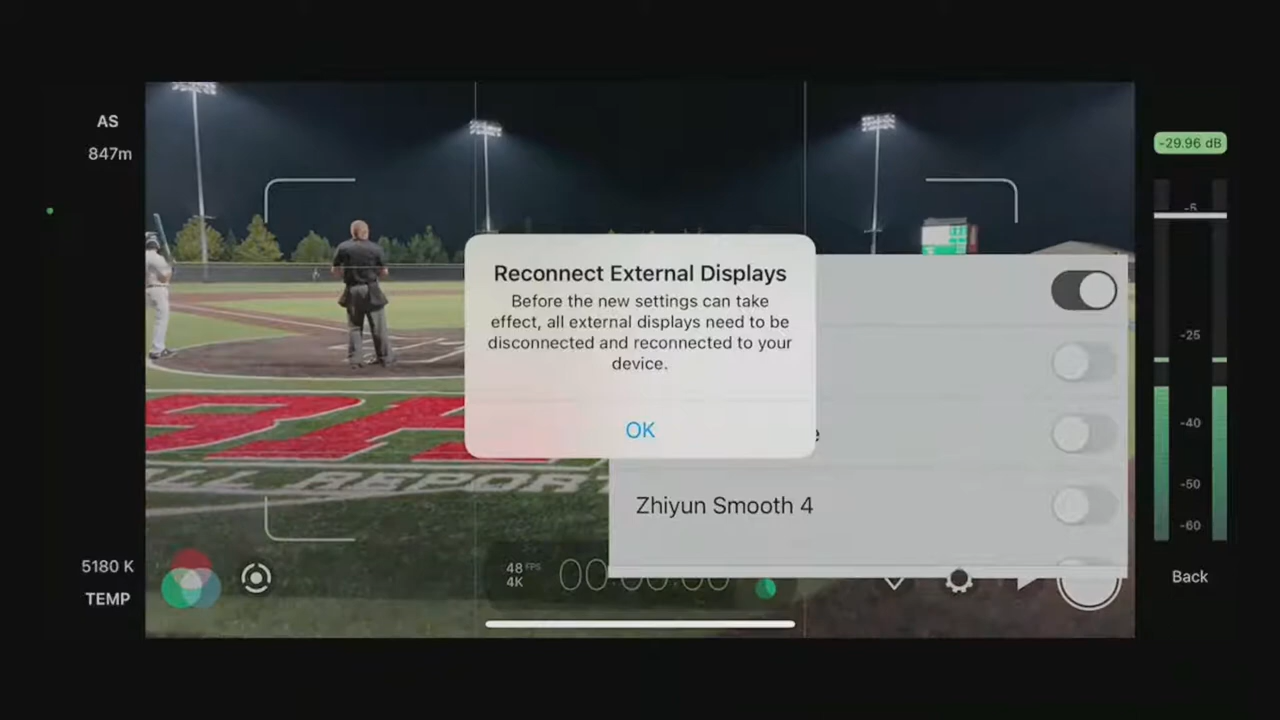 AS
847m
-29.96 dB
-5
Reconnect External Displays
Before the new settings can take
effect, all external displays need to be
disconnected and reconnected to your
device.
OK
-25
-40
-50
-60
Zhiyun Smooth 4
REPORT
5180 K
TEMP
48 FPS
4K
Back